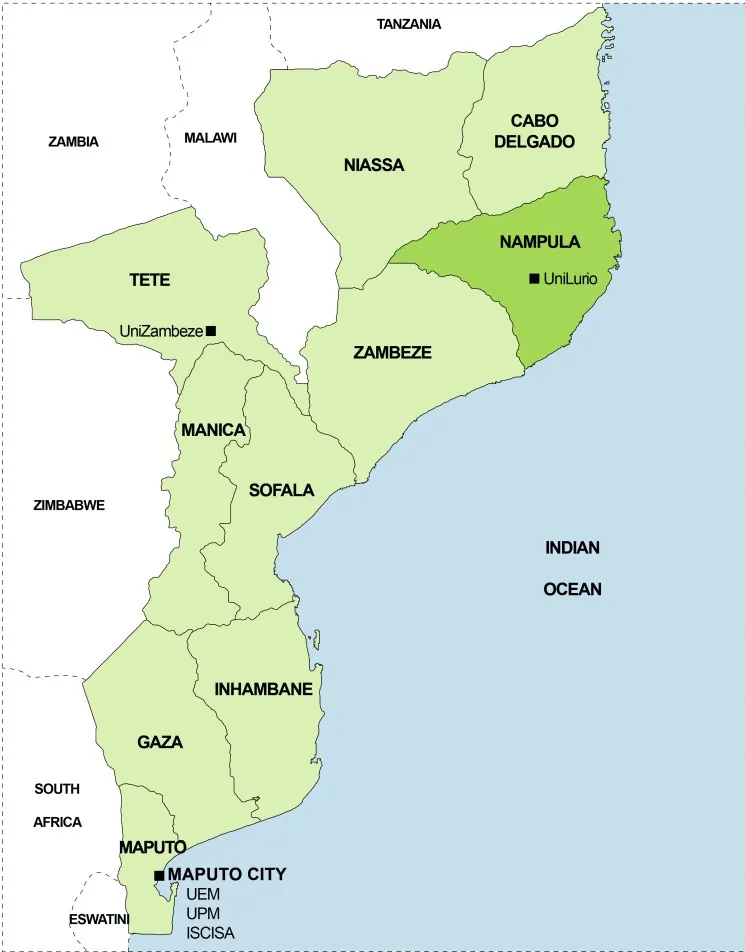 TANZANIA
CABO
DELGADO
ZAMBIA
MALAWI
NIASSA
NAMPULA
UniLurio
TETE
UniZambeze
ZAMBEZE
MANICA
SOFALA
ZIMBABWE
INDIAN
OCEAN
INHAMBANE
GAZA
SOUTH
AFRICA
MAPUTO
MAPUTO CITY
UEM
UPM
ISCISA
ESWATINI